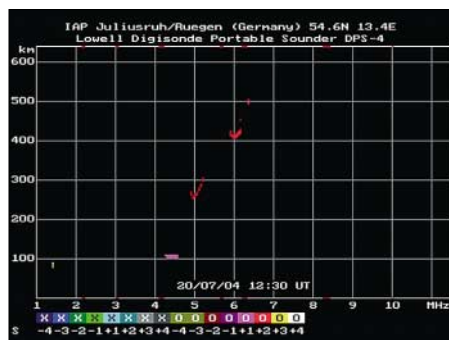 IAP Juliusruh/Ruegen (Germany) 54.6N 13.4E
Lowell Digisonde Portable Sounder DPS-4
km
600
500
400
300
200
100
20/07/04 12:30 UT
1 2 3 4 5 6 7 8 9 10 MHz
X X X X X X X X O O O O O O O O
S -4-3-2-1+1+2+3+4-4-3-2-1+1+2+3+4